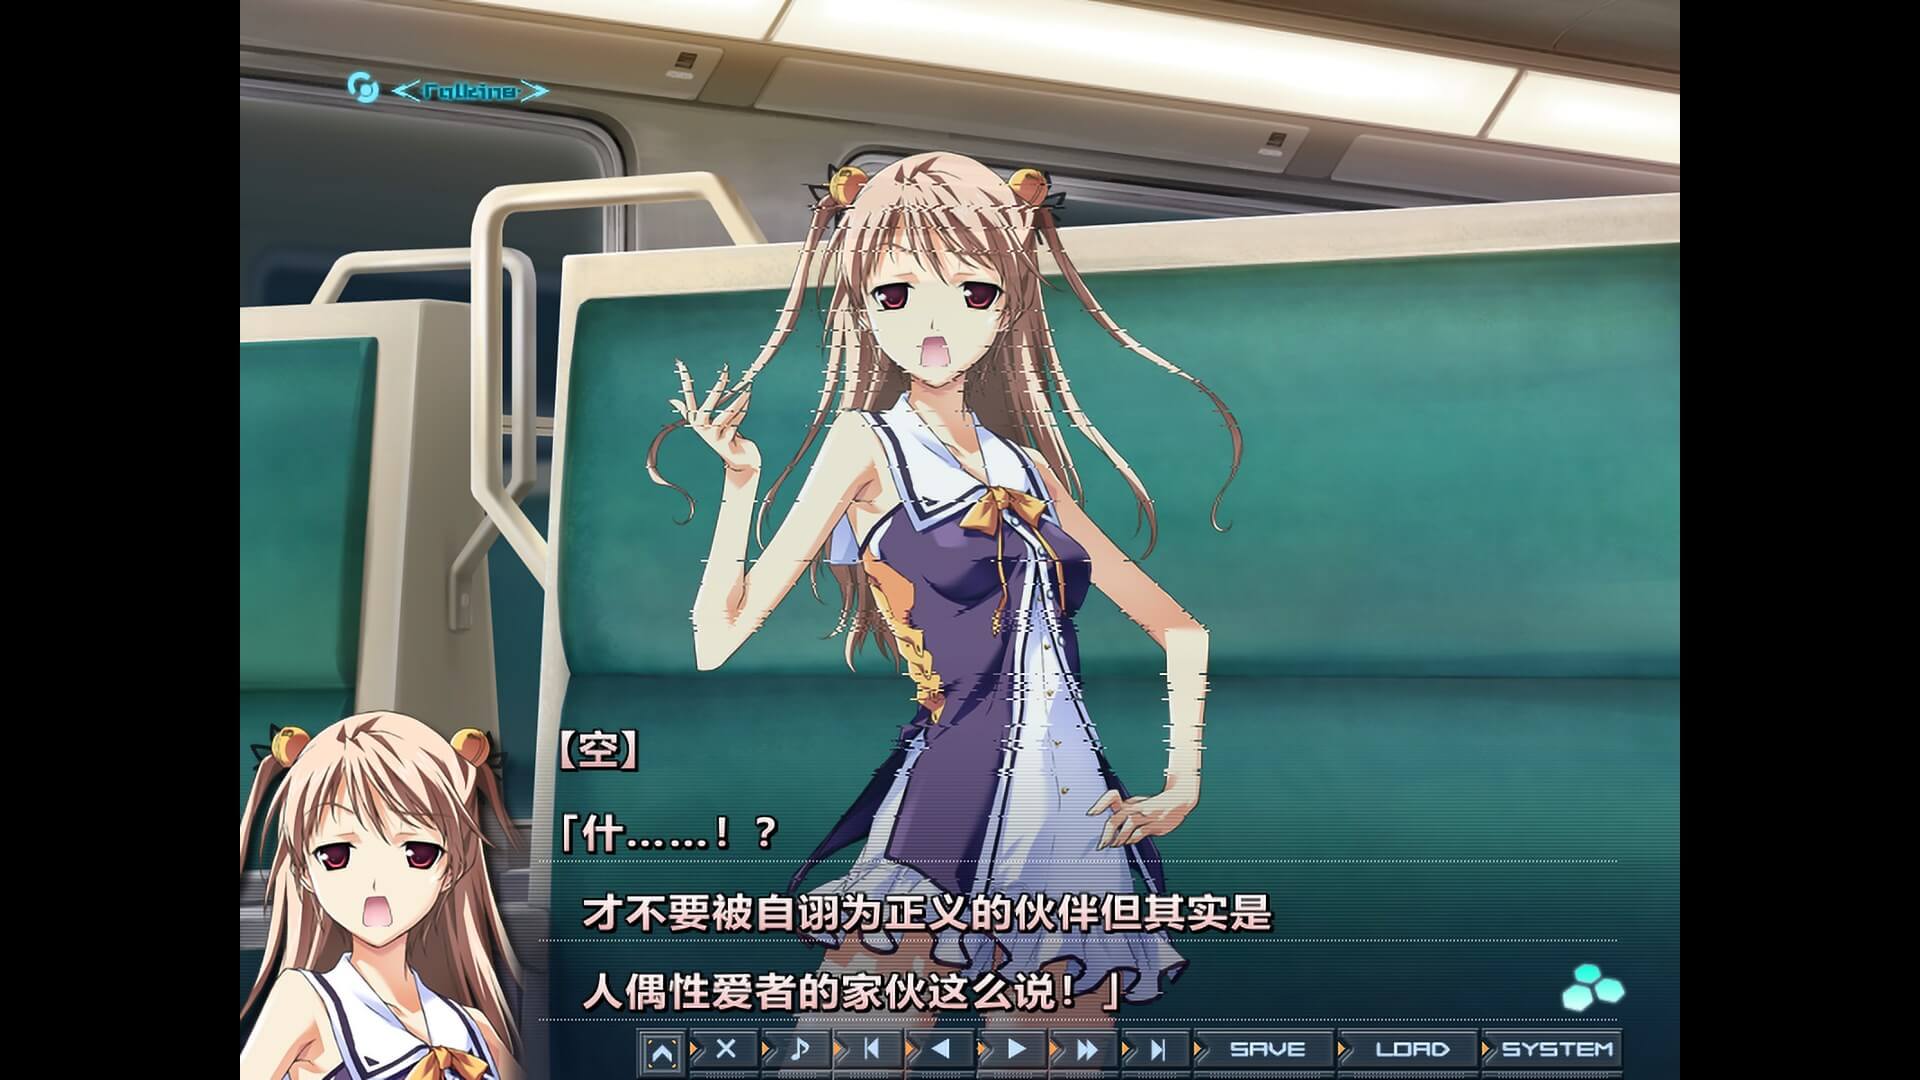 <Talking>
【空】
「什……！？
才不要被自诩为正义的伙伴但其实是
人偶性爱者的家伙这么说！」
SAVE LOAD SYSTEM